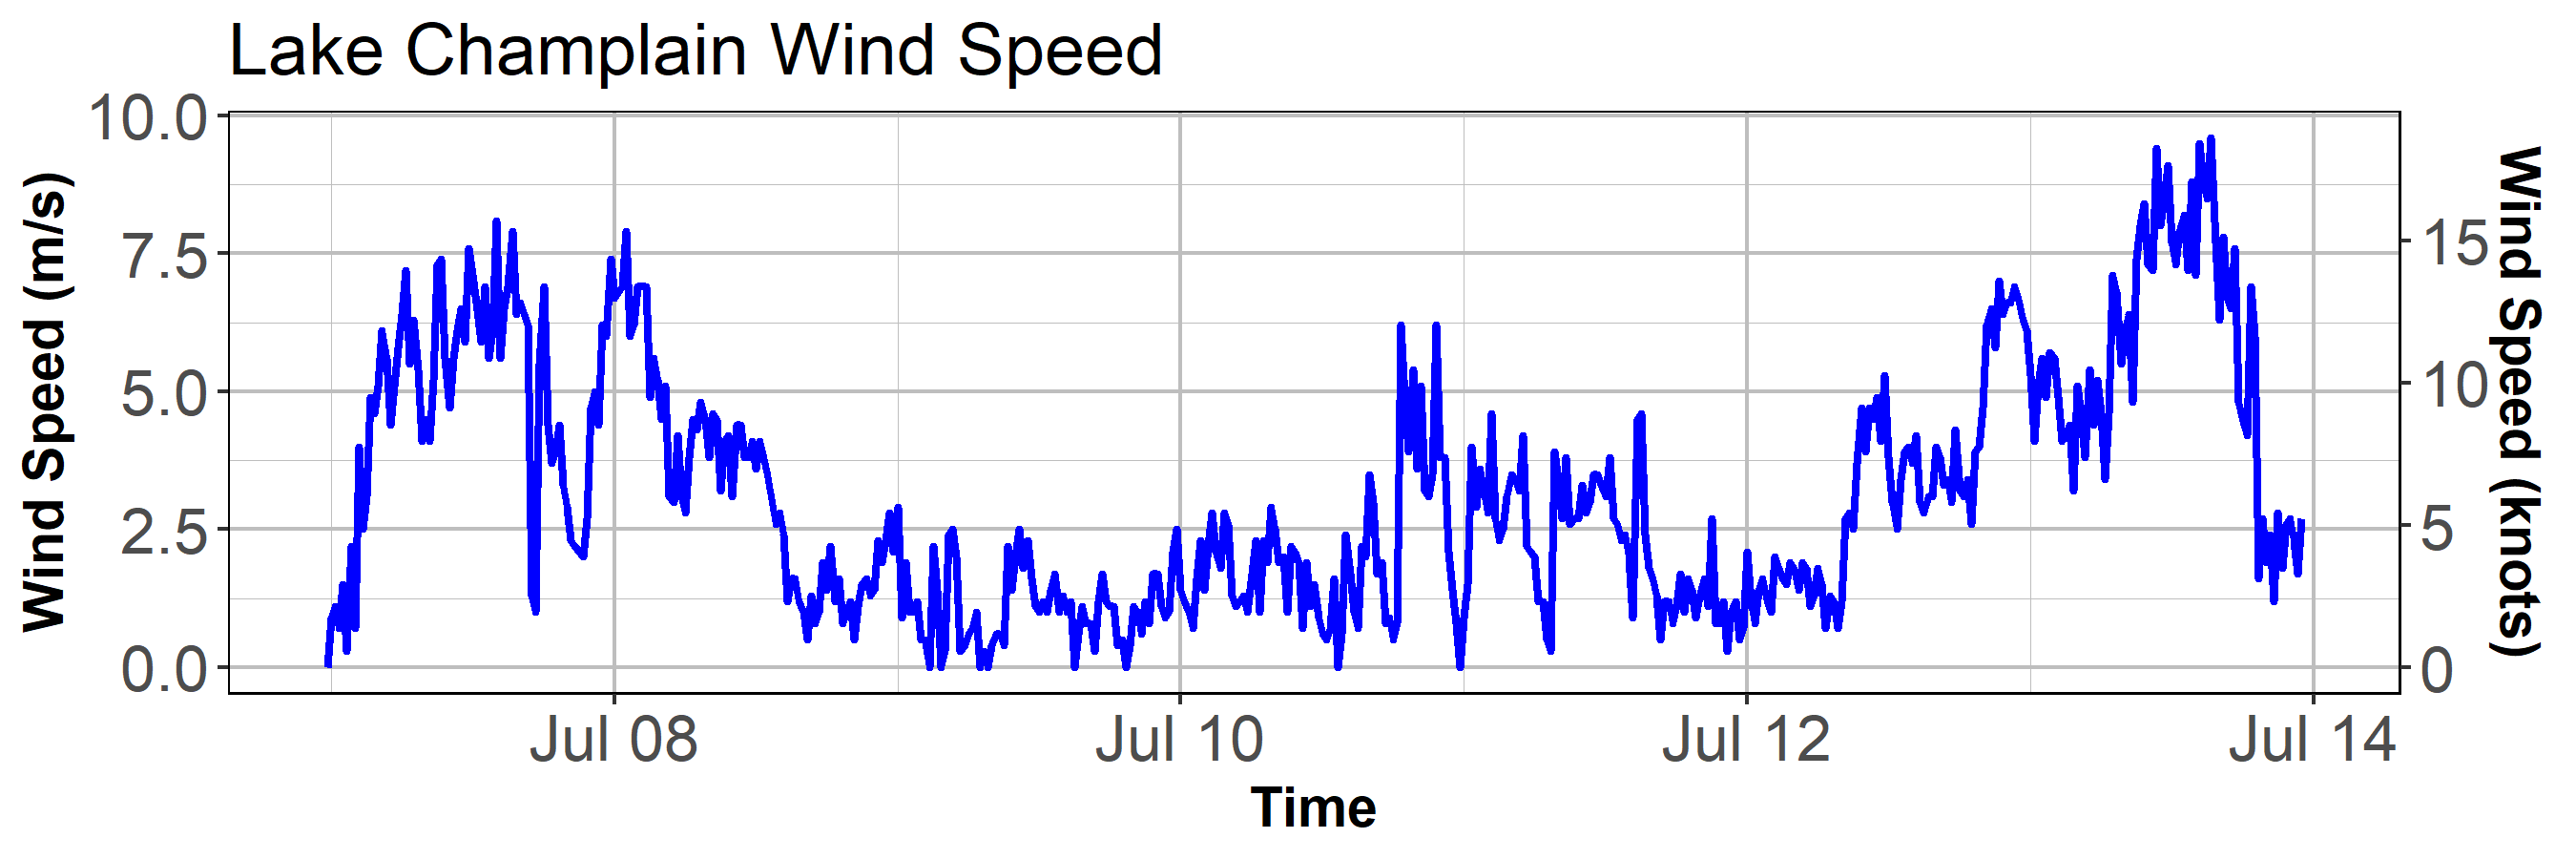 Lake Champlain Wind Speed
Wind Speed (m/s)
10.0
7.5
5.0
2.5
0.0
Wind Speed (knots)
15
10
5
0
Jul 08 Jul 10 Jul 12 Jul 14
Time